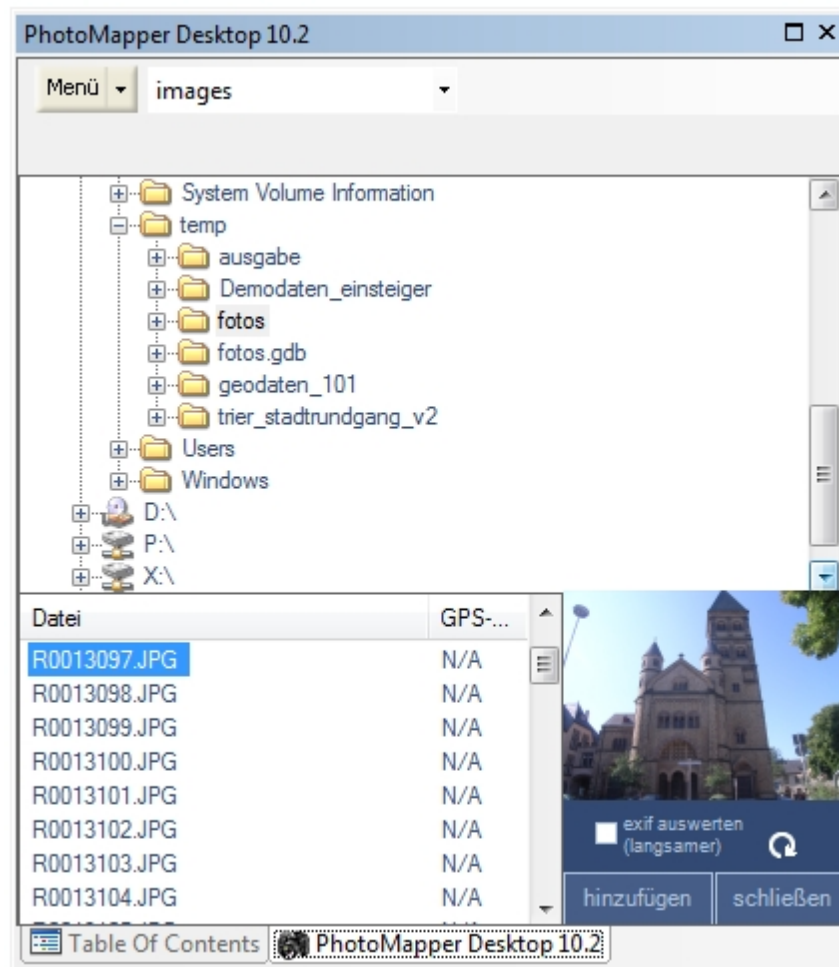 PhotoMapper Desktop 10.2
Menü
images
System Volume Information
temp
ausgabe
Demodaten_einsteiger
fotos
fotos.gdb
geodaten_101
trier_stadtrundgang_v2
Users
Windows
D:\
P:\
X:\
Datei GPS-...
R0013097.JPG N/A
R0013098.JPG N/A
R0013099.JPG N/A
R0013100.JPG N/A
R0013101.JPG N/A
R0013102.JPG N/A
R0013103.JPG N/A
R0013104.JPG N/A
exif auswerten
(langsamer)
hinzufügen schließen
Table Of Contents PhotoMapper Desktop 10.2